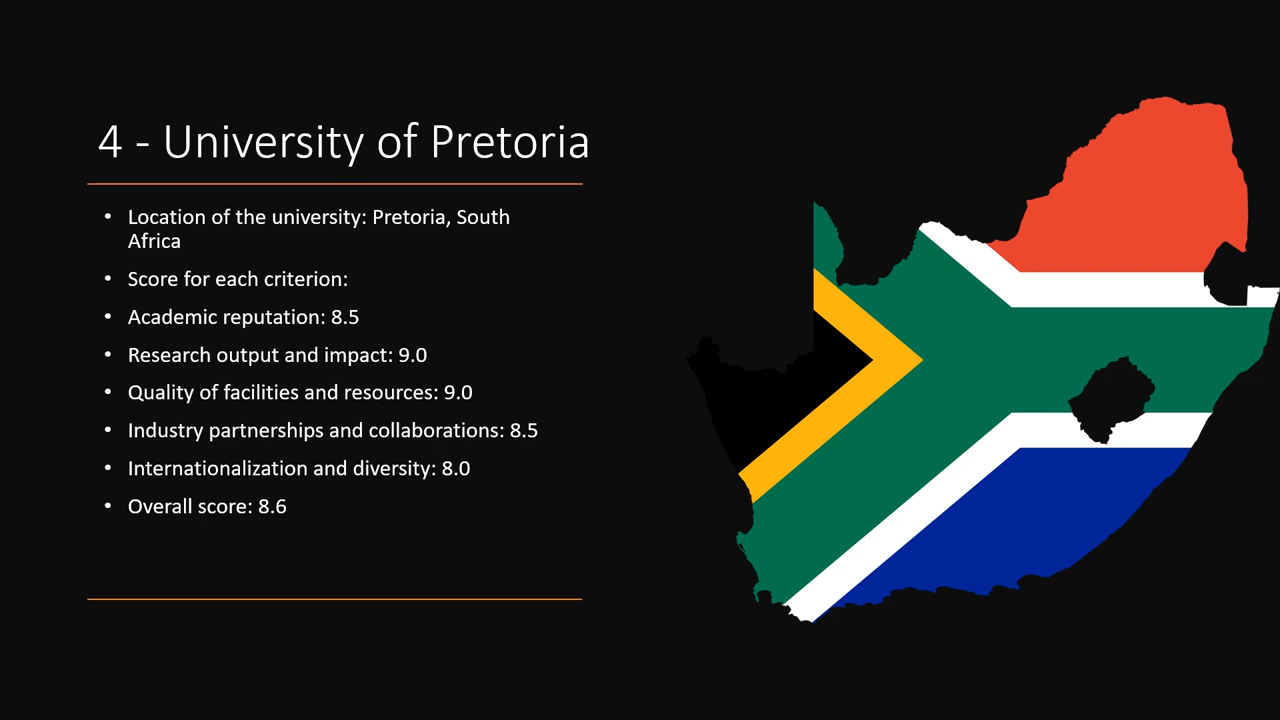 4 - University of Pretoria
• Location of the university: Pretoria, South
Africa
• Score for each criterion:
• Academic reputation: 8.5
• Research output and impact: 9.0
• Quality of facilities and resources: 9.0
• Industry partnerships and collaborations: 8.5
• Internationalization and diversity: 8.0
• Overall score: 8.6